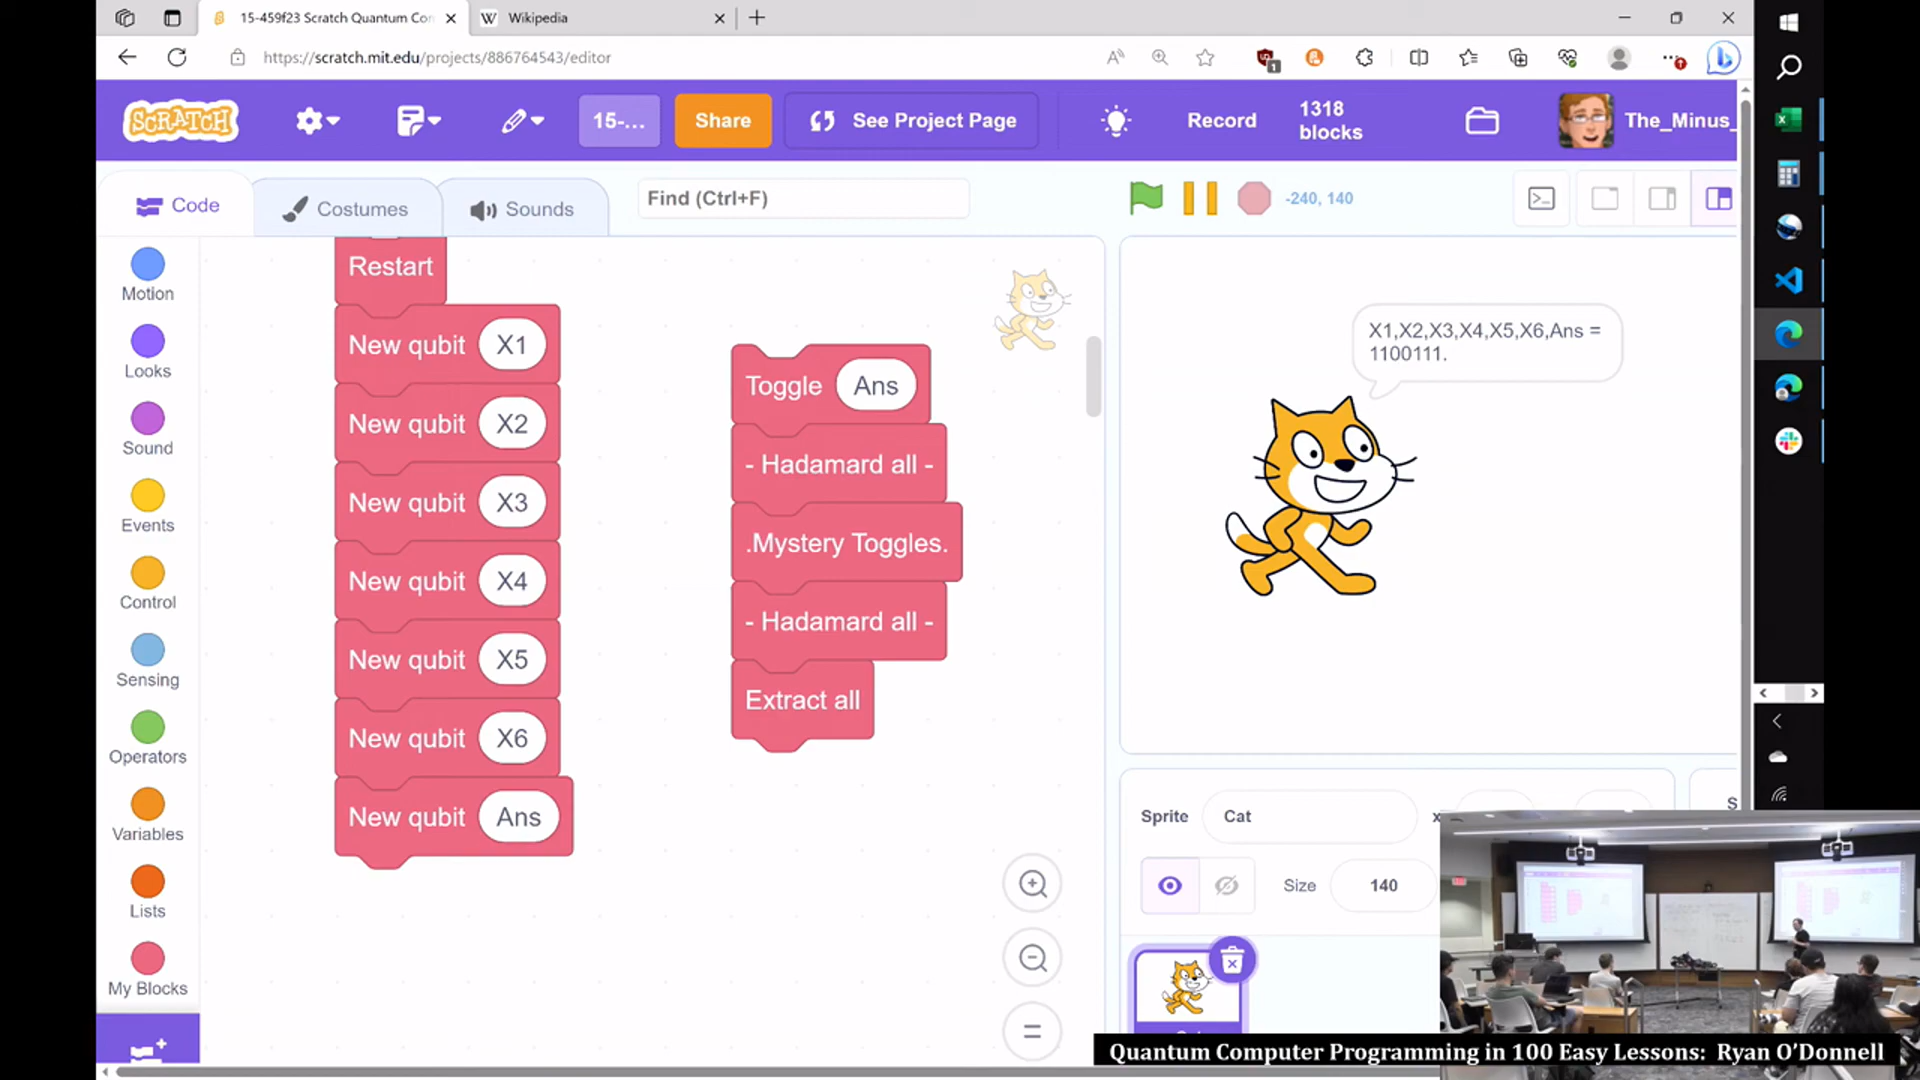 15-459f23 Scratch Quantum Cor
Wikipedia
https://scratch.mit.edu/projects/886764543/editor
SCRATCH
15-...
Share
See Project Page
Record
1318
blocks
The_Minus_
Code
Costumes
Sounds
Find (Ctrl+F)
-240, 140
Motion
Looks
Sound
Events
Control
Sensing
Operators
Variables
Lists
My Blocks
Restart
New qubit X1
New qubit X2
New qubit X3
New qubit X4
New qubit X5
New qubit X6
New qubit Ans
Toggle Ans
- Hadamard all -
.Mystery Toggles.
- Hadamard all -
Extract all
X1,X2,X3,X4,X5,X6,Ans =
1100111.
Sprite
Cat
x
S
Size
140
Quantum Computer Programming in 100 Easy Lessons: Ryan O'Donnell